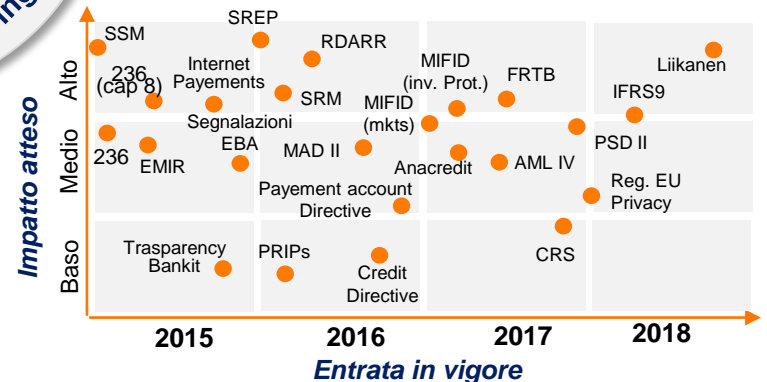 ing
SREP
SSM
RDARR
Internet
Payments
236
(cap 8)
MIFID
(inv. Prot.)
FRTB
Liikanen
IFRS9
SRM
MIFID
(mkts)
Segnalazioni
EBA
236
EMIR
MAD II
Anacredit
AML IV
PSD II
Payement account
Directive
Reg. EU
Privacy
Trasparency
Bankit
PRIPs
Credit
Directive
CRS
Impatto atteso
Alto
Medio
Baso
2015
2016
2017
2018
Entrata in vigore